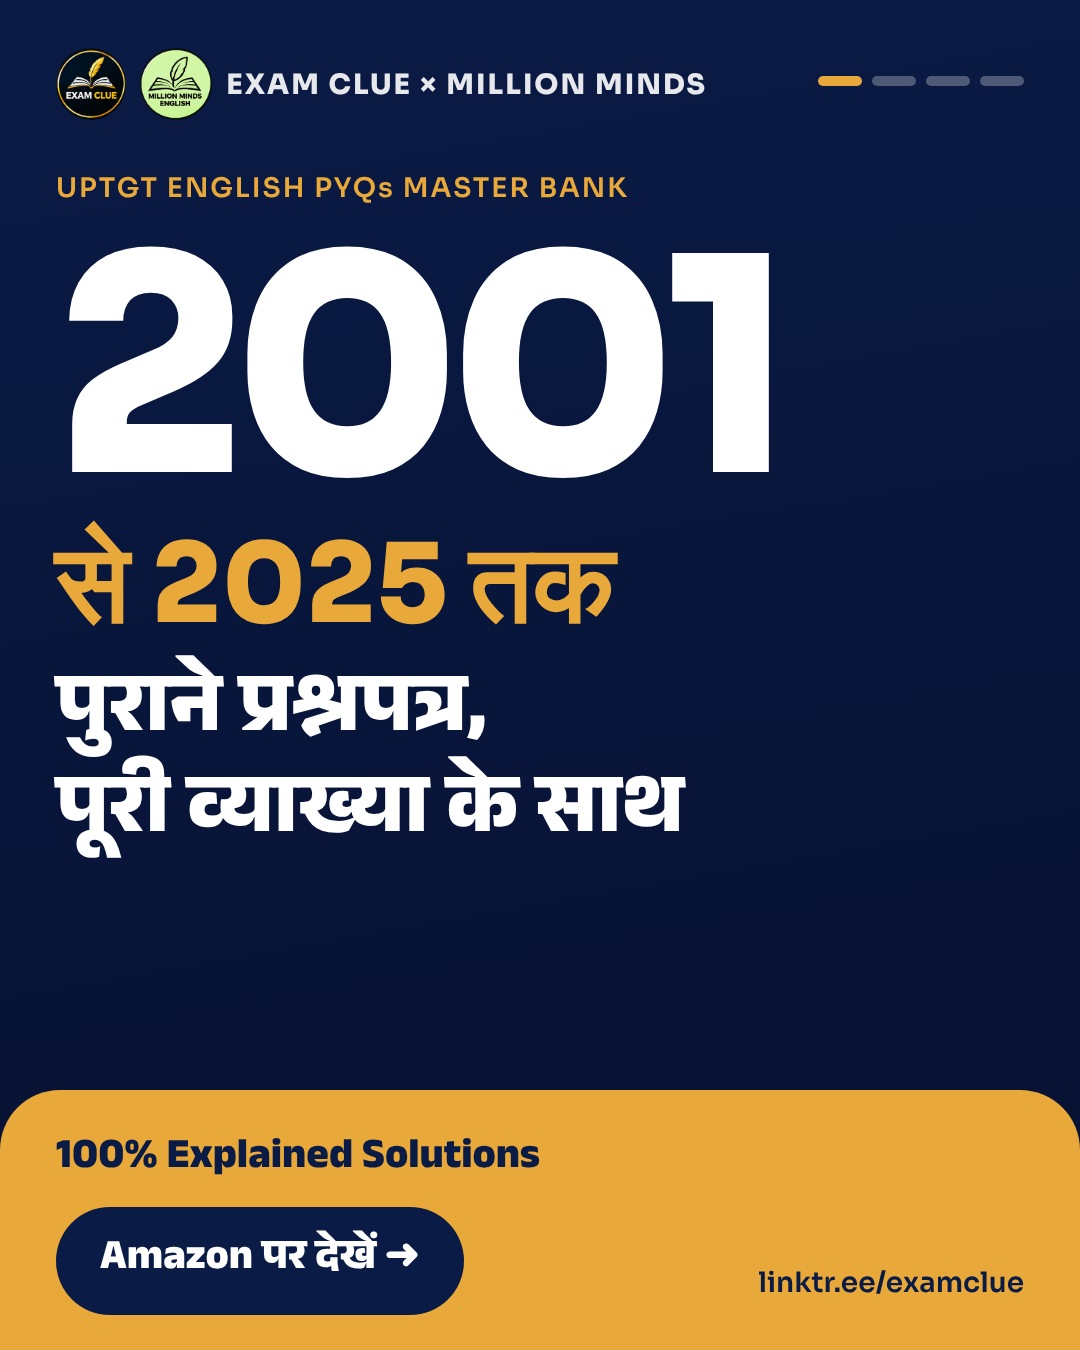 EXAM CLUE
MILLION MINDS
ENGLISH
EXAM CLUE × MILLION MINDS
UPTGT ENGLISH PYQs MASTER BANK
2001
से 2025 तक
पुराने प्रश्नपत्र,
पूरी व्याख्या के साथ
100% Explained Solutions
Amazon पर देखें ➜
linktr.ee/examclue